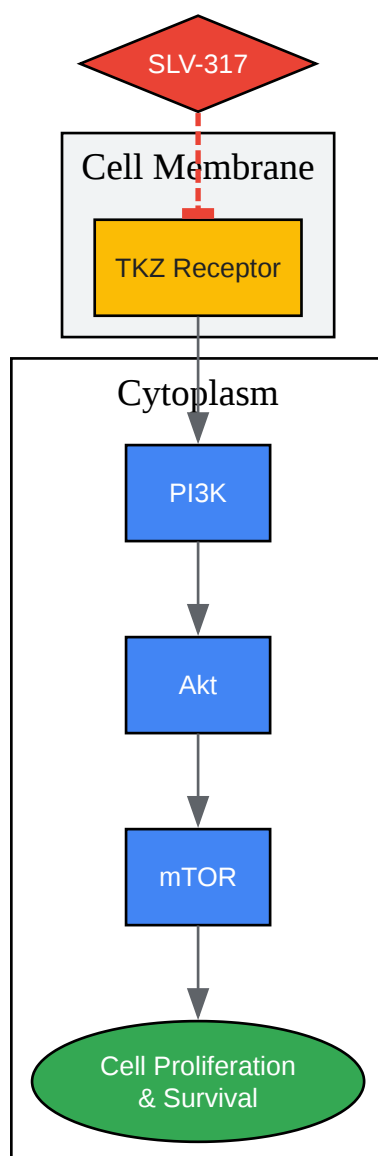 SLV-317
Cell Membrane
TKZ Receptor
Cytoplasm
PI3K
Akt
mTOR
Cell Proliferation
& Survival